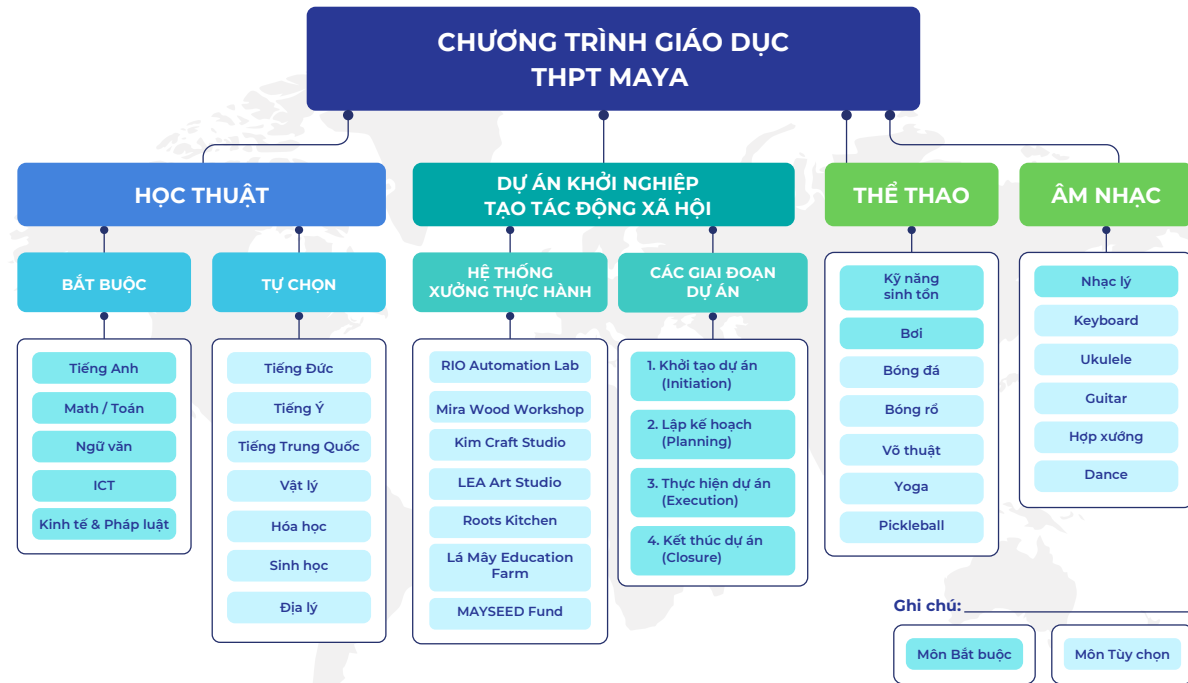 CHƯƠNG TRÌNH GIÁO DỤC
THPT MAYA
HỌC THUẬT
BẮT BUỘC
Tiếng Anh
Math / Toán
Ngữ văn
ICT
Kinh tế & Pháp luật
TỰ CHỌN
Tiếng Đức
Tiếng Ý
Tiếng Trung Quốc
Vật lý
Hóa học
Sinh học
Địa lý
DỰ ÁN KHỞI NGHIỆP
TẠO TÁC ĐỘNG XÃ HỘI
HỆ THỐNG
XƯỞNG THỰC HÀNH
RIO Automation Lab
Mira Wood Workshop
Kim Craft Studio
LEA Art Studio
Roots Kitchen
Lá Mây Education
Farm
MAYSEED Fund
CÁC GIAI ĐOẠN
DỰ ÁN
1. Khởi tạo dự án
(Initiation)
2. Lập kế hoạch
(Planning)
3. Thực hiện dự án
(Execution)
4. Kết thúc dự án
(Closure)
THỂ THAO
Kỹ năng
sinh tồn
Bơi
Bóng đá
Bóng rổ
Võ thuật
Yoga
Pickleball
ÂM NHẠC
Nhạc lý
Keyboard
Ukulele
Guitar
Hợp xướng
Dance
Ghi chú:
Môn Bắt buộc
Môn Tùy chọn